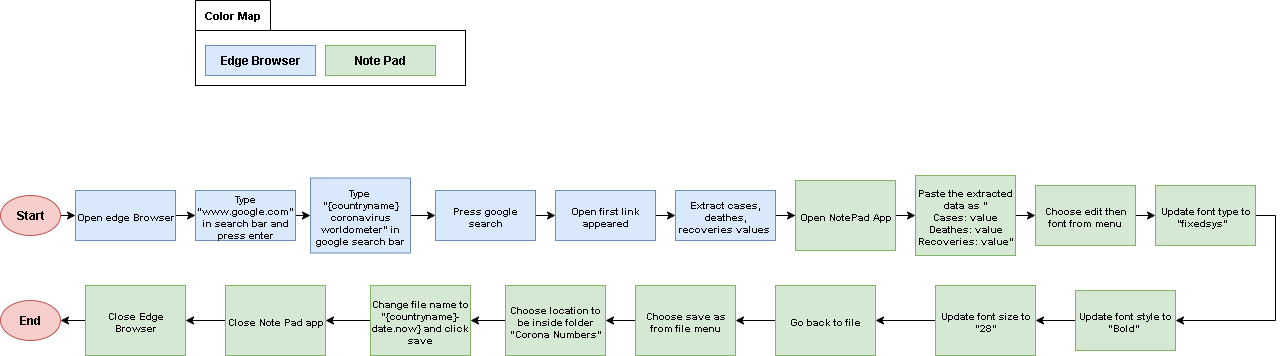 Color Map
Edge Browser
Note Pad
Start
Open edge Browser
Type
"www.google.com"
in search bar and
press enter
Type
"{countryname}
coronavirus
worldometer" in
google search bar
Press google
search
Open first link
appeared
Extract cases,
deathes,
recoveries values
Open NotePad App
Paste the extracted
data as "
Cases: value
Deathes: value
Recoveries: value"
Choose edit then
font from menu
Update font type to
"fixedsys"
Update font style to
"Bold"
Update font size to
"28"
Go back to file
Choose save as
from file menu
Choose location to
be inside folder
"Corona Numbers"
Change file name to
"{countryname}-
date.now} and click
save
Close Note Pad app
Close Edge
Browser
End